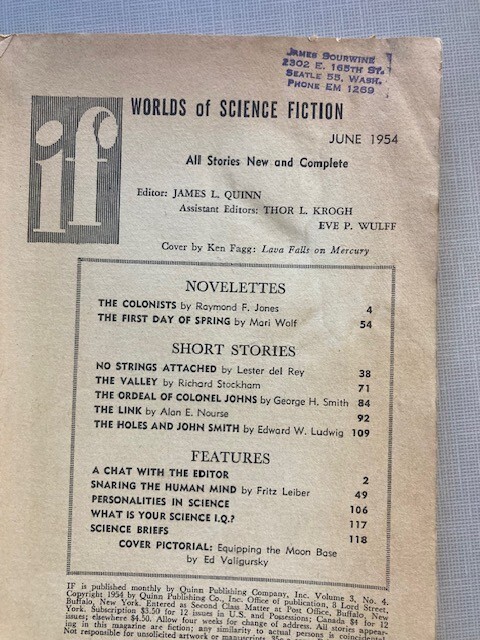 JAMES BOURWINE
2302 E. 165TH ST.
SEATLE 55, WASH.
PHONE EM 1269
if
WORLDS of SCIENCE FICTION
JUNE 1954
All Stories New and Complete
Editor: JAMES L. QUINN
Assistant Editors: THOR L. KROGH
EVE P. WULFF
Cover by Ken Fagg: Lava Falls on Mercury
NOVELETTES
THE COLONISTS by Raymond F. Jones 4
THE FIRST DAY OF SPRING by Mari Wolf 54
SHORT STORIES
NO STRINGS ATTACHED by Lester del Rey 38
THE VALLEY by Richard Stockham 71
THE ORDEAL OF COLONEL JOHNS by George H. Smith 84
THE LINK by Alan E. Nourse 92
THE HOLES AND JOHN SMITH by Edward W. Ludwig 109
FEATURES
A CHAT WITH THE EDITOR 2
SNARING THE HUMAN MIND by Fritz Leiber 49
PERSONALITIES IN SCIENCE 106
WHAT IS YOUR SCIENCE I.Q.? 117
SCIENCE BRIEFS 118
COVER PICTORIAL: Equipping the Moon Base
by Ed Valigursky
IF is published monthly by Quinn Publishing Company, Inc. Volume 3, No. 4.
Copyright 1954 by Quinn Publishing Co., Inc. Office of publication, 8 Lord Street,
Buffalo, New York. Entered as Second Class Matter at Post Office, Buffalo, New
York. Subscription $3.50 for 12 issues in U.S. and Possessions; Canada $4 for 12
issues; elsewhere $4.50. Allow four weeks for change of address. All stories appear-
ing in this magazine are fiction; any similarity to actual persons is coincidental.
Not responsible for unsolicited artwork or manuscripts.